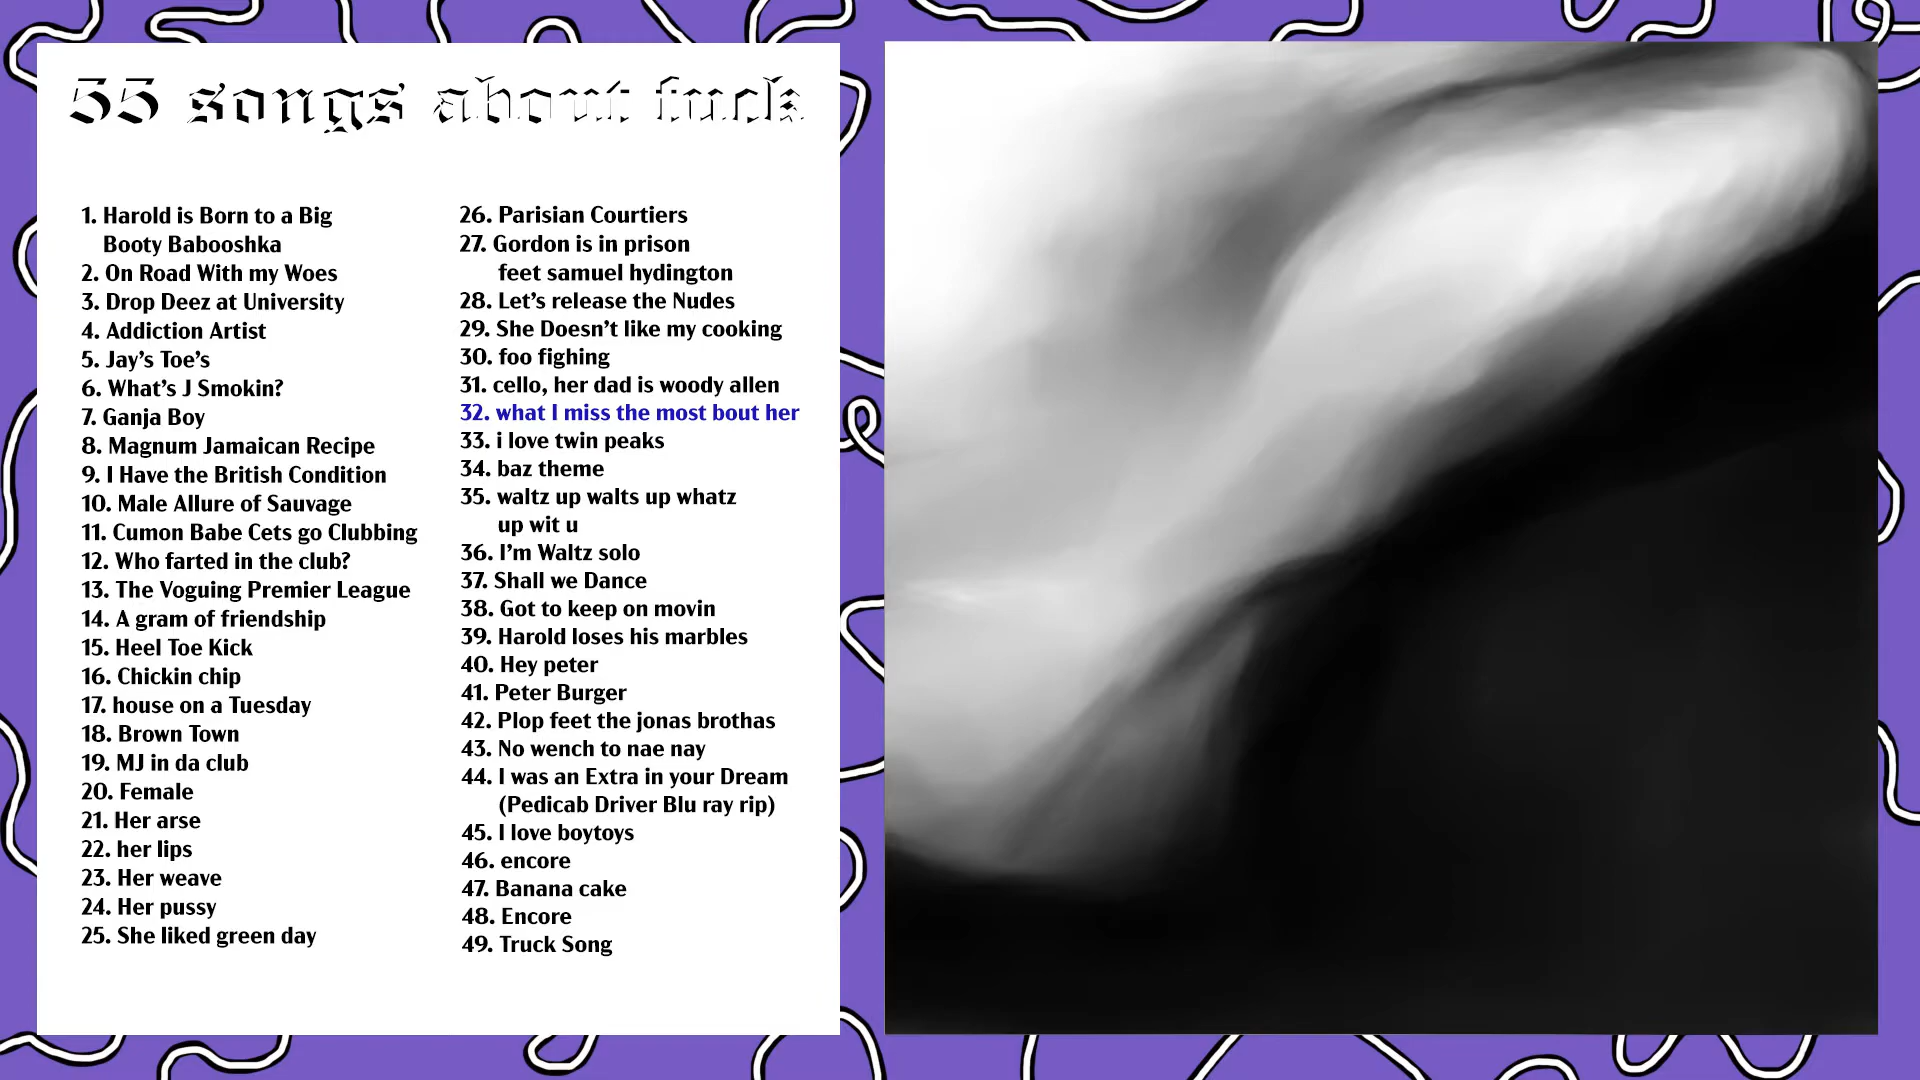 55 songs about fuck
1. Harold is Born to a Big
Booty Babooshka
2. On Road With my Woes
3. Drop Deez at University
4. Addiction Artist
5. Jay’s Toe’s
6. What’s J Smokin?
7. Ganja Boy
8. Magnum Jamaican Recipe
9. I Have the British Condition
10. Male Allure of Sauvage
11. Cumon Babe Cets go Clubbing
12. Who farted in the club?
13. The Voguing Premier League
14. A gram of friendship
15. Heel Toe Kick
16. Chickin chip
17. house on a Tuesday
18. Brown Town
19. MJ in da club
20. Female
21. Her arse
22. her lips
23. Her weave
24. Her pussy
25. She liked green day
26. Parisian Courtiers
27. Gordon is in prison
feet samuel hydington
28. Let’s release the Nudes
29. She Doesn’t like my cooking
30. foo fighing
31. cello, her dad is woody allen
32. what I miss the most bout her
33. i love twin peaks
34. baz theme
35. waltz up walts up whatz
up wit u
36. I’m Waltz solo
37. Shall we Dance
38. Got to keep on movin
39. Harold loses his marbles
40. Hey peter
41. Peter Burger
42. Plop feet the jonas brothas
43. No wench to nae nay
44. I was an Extra in your Dream
(Pedicab Driver Blu ray rip)
45. I love boytoys
46. encore
47. Banana cake
48. Encore
49. Truck Song